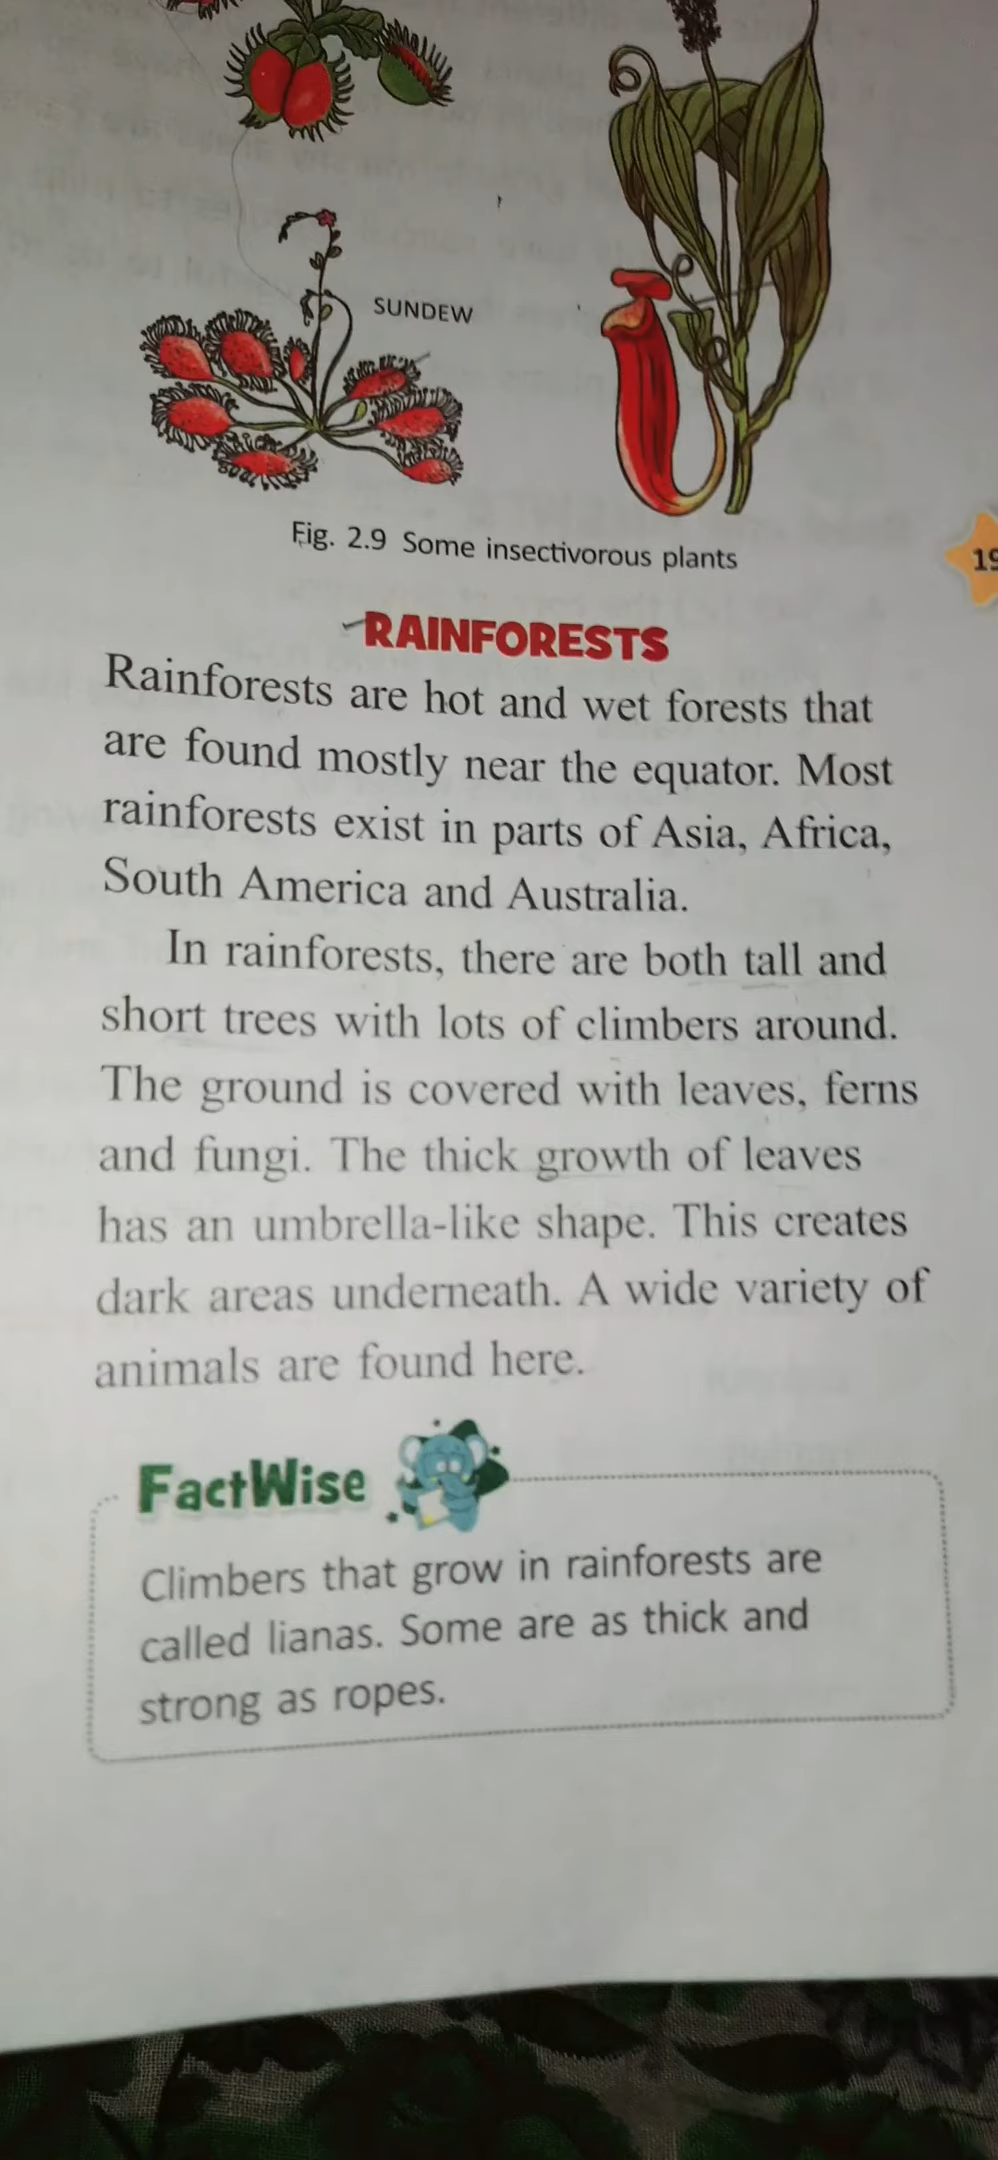 SUNDEW
Fig. 2.9 Some insectivorous plants
19
RAINFORESTS
Rainforests are hot and wet forests that
are found mostly near the equator. Most
rainforests exist in parts of Asia, Africa,
South America and Australia.
In rainforests, there are both tall and
short trees with lots of climbers around.
The ground is covered with leaves, ferns
and fungi. The thick growth of leaves
has an umbrella-like shape. This creates
dark areas underneath. A wide variety of
animals are found here.
FactWise
Climbers that grow in rainforests are
called lianas. Some are as thick and
strong as ropes.